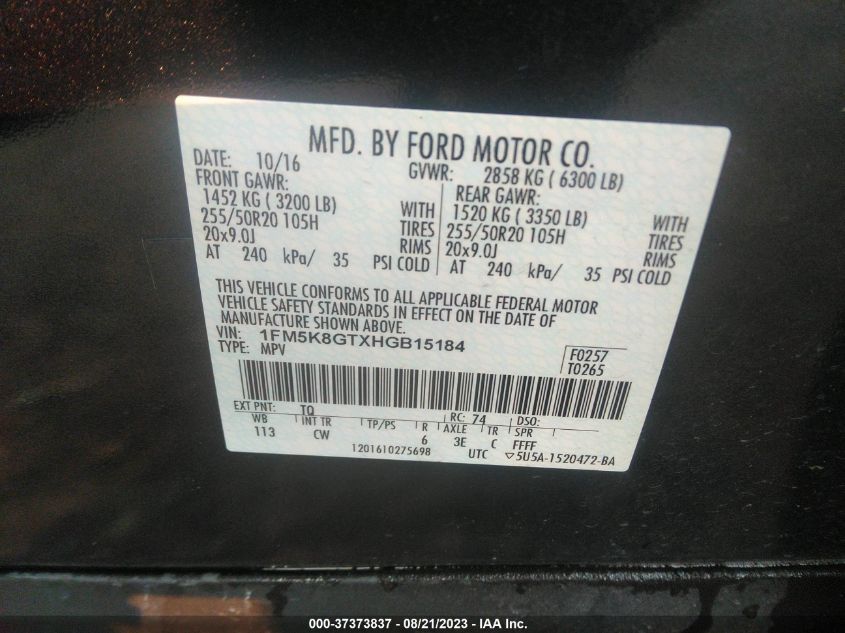 MFD. BY FORD MOTOR CO.
DATE: 10/16 GVWR: 2858 KG ( 6300 LB)
FRONT GAWR: REAR GAWR:
1452 KG ( 3200 LB) WITH 1520 KG ( 3350 LB) WITH
255/50R20 105H TIRES 255/50R20 105H TIRES
20x9.0J RIMS 20x9.0J RIMS
AT 240 kPa/ 35 PSI COLD AT 240 kPa/ 35 PSI COLD
THIS VEHICLE CONFORMS TO ALL APPLICABLE FEDERAL MOTOR
VEHICLE SAFETY STANDARDS IN EFFECT ON THE DATE OF
MANUFACTURE SHOWN ABOVE.
VIN: 1FM5K8GTXHGB15184
TYPE: MPV
F0257
T0265
EXT PNT: TQ RC: 74 DSO:
WB INT TR TP/PS R AXLE TR SPR
113 CW 6 3E C FFFF
1201610275698 UTC ▽5U5A-1520472-BA
000-37373837 - 08/21/2023 - IAA Inc.